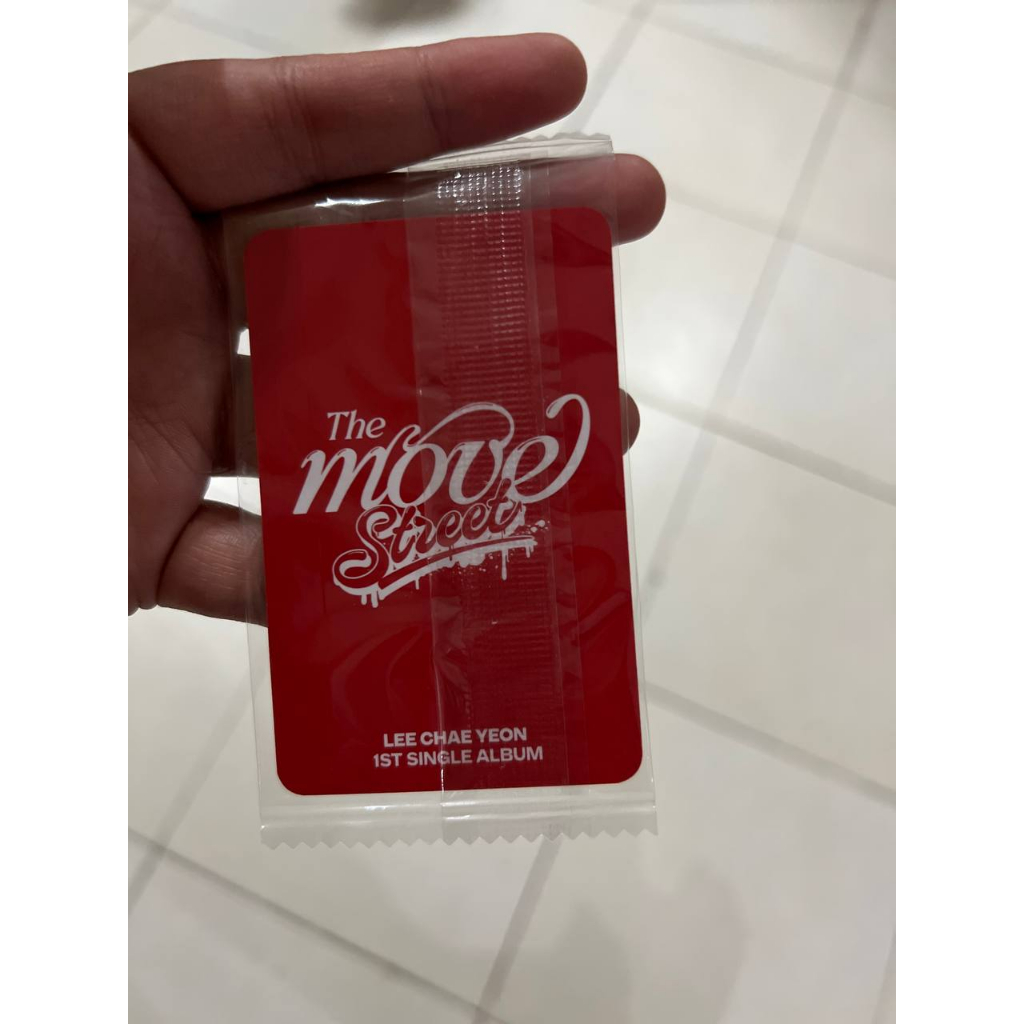 The
move
Street
LEE CHAE YEON
1ST SINGLE ALBUM